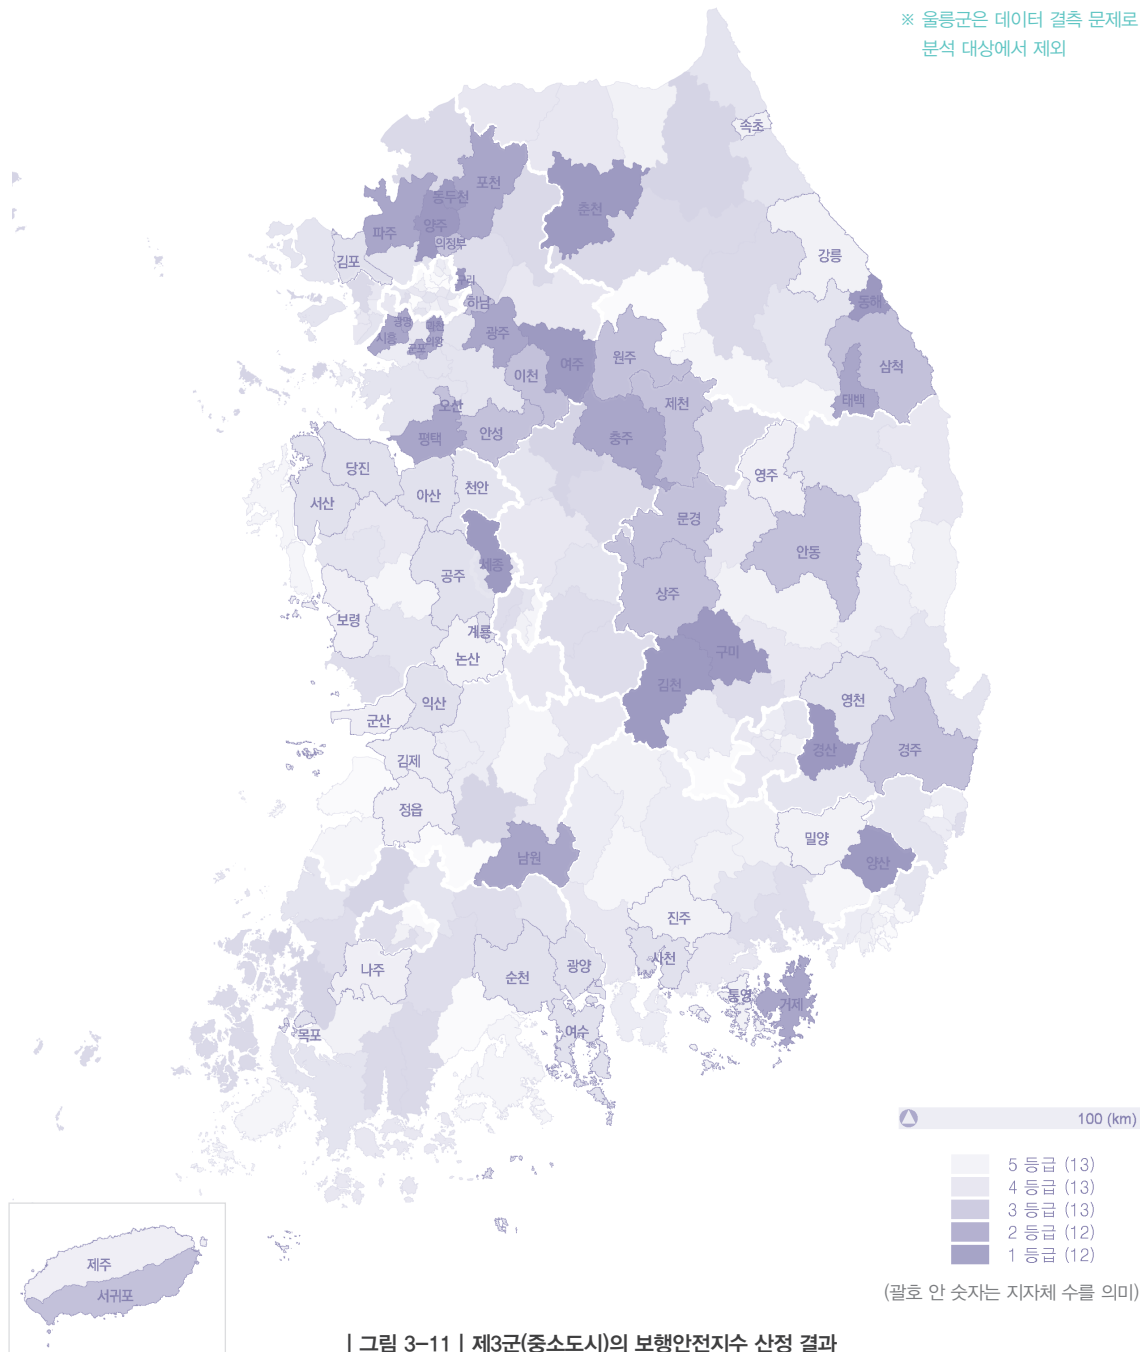 ※ 울릉군은 데이터 결측 문제로
분석 대상에서 제외
속초
포천
동두천
춘천
양주
파주
의정부
강릉
김포
구리
하남
동해
광명
과천
광주
시흥
의왕
군포
여주
원주
이천
삼척
태백
제천
오산
안성
평택
충주
당진
영주
천안
아산
서산
문경
안동
세종
공주
상주
보령
계룡
논산
구미
김천
영천
익산
군산
경산
경주
김제
정읍
밀양
남원
양산
진주
사천
나주
순천
광양
통영
거제
여수
목포
100 (km)
5 등급 (13)
4 등급 (13)
3 등급 (13)
2 등급 (12)
1 등급 (12)
(괄호 안 숫자는 지자체 수를 의미)
제주
서귀포
| 그림 3-11 | 제3군(중소도시)의 보행안전지수 산정 결과